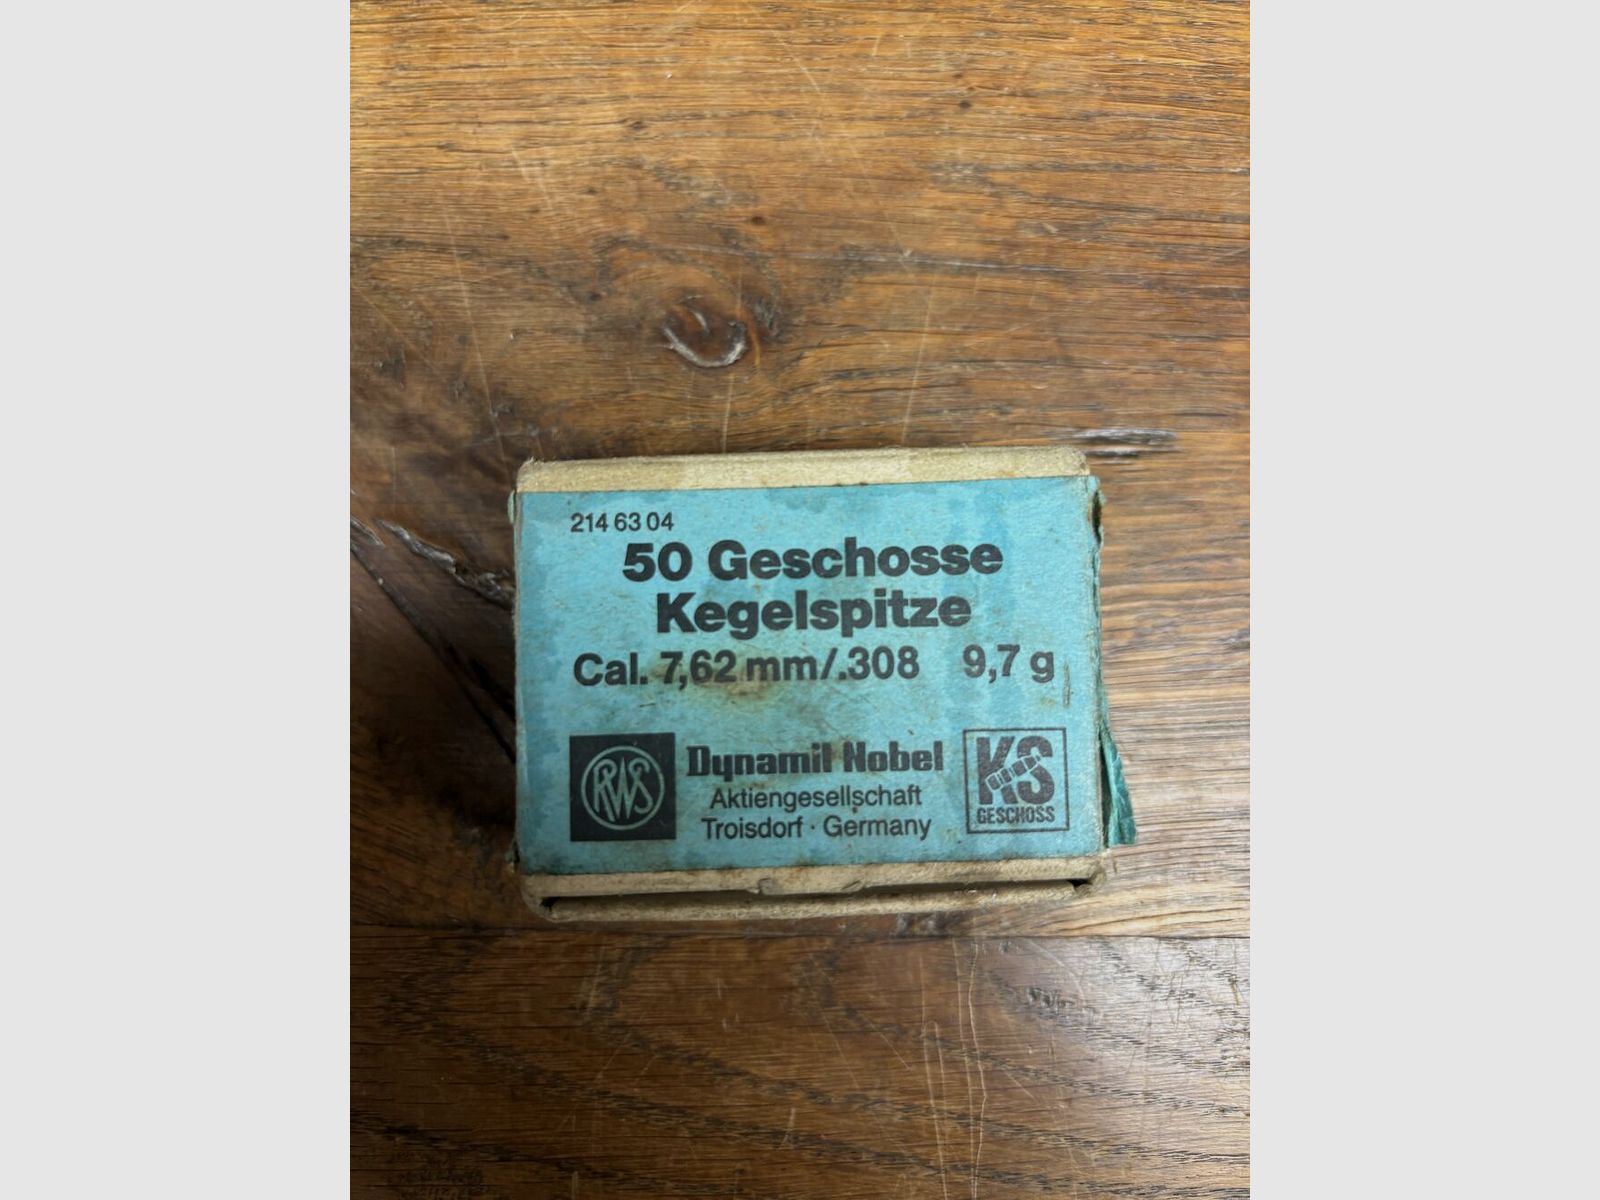 214 63 04
50 Geschosse
Kegelspitze
Cal. 7,62 mm/.308 9,7 g
RWS
Dynamit Nobel
Aktiengesellschaft
Troisdorf · Germany
KS
GESCHOSS